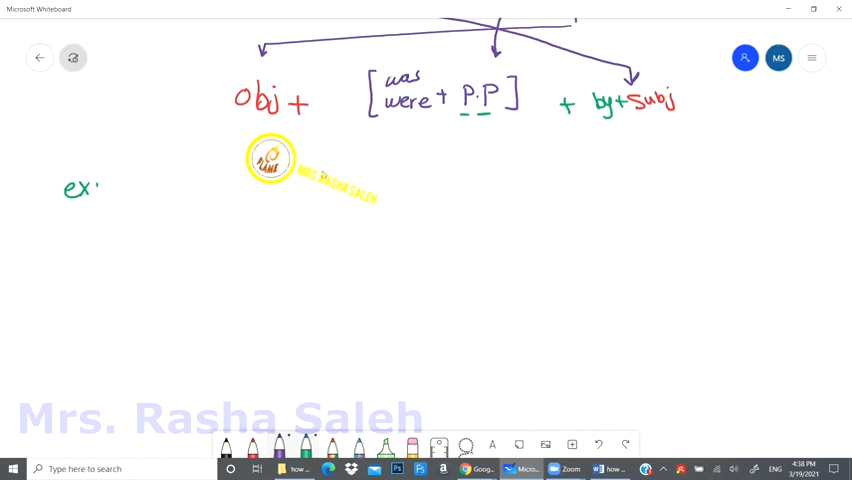 Microsoft Whiteboard
MS
was
obj + [ were + P.P ] + by + subj
FLAME
MRS.RASHA SALEH
ex:
Mrs. Rasha Saleh
Type here to search
how ...
Goog...
Micro...
Zoom
how ...
ENG
4:38 PM
3/19/2021